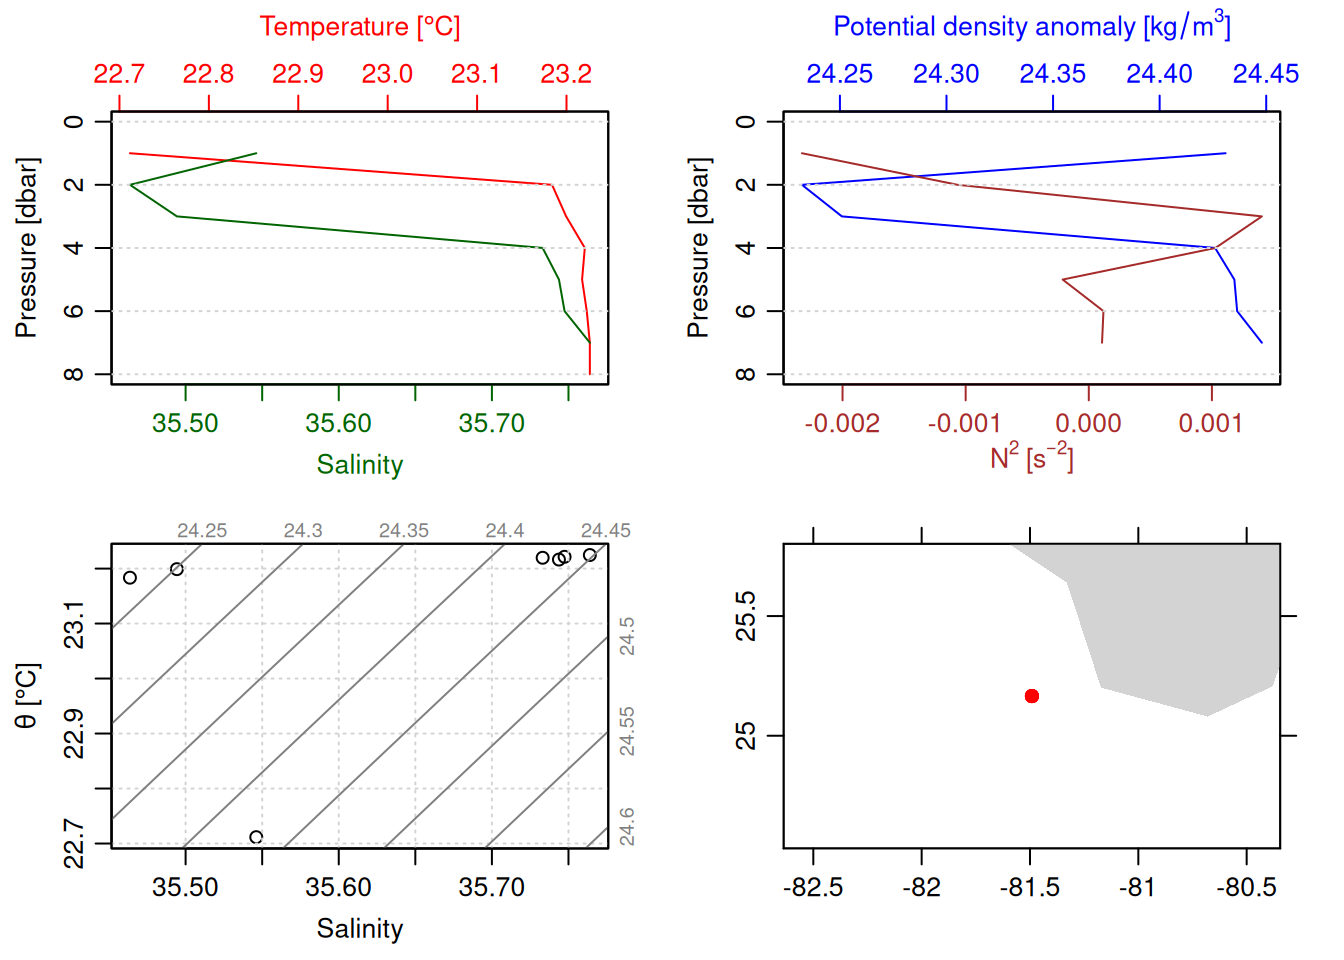 Temperature [°C]
22.7 22.8 22.9 23.0 23.1 23.2
Pressure [dbar]
0
2
4
6
8
35.50 35.60 35.70
Salinity
Potential density anomaly [kg/m³]
24.25 24.30 24.35 24.40 24.45
Pressure [dbar]
0
2
4
6
8
-0.002 -0.001 0.000 0.001
N² [s⁻²]
24.25 24.3 24.35 24.4 24.45
24.5
24.55
24.6
θ [°C]
23.1
22.9
22.7
35.50 35.60 35.70
Salinity
25.5
25
-82.5 -82 -81.5 -81 -80.5